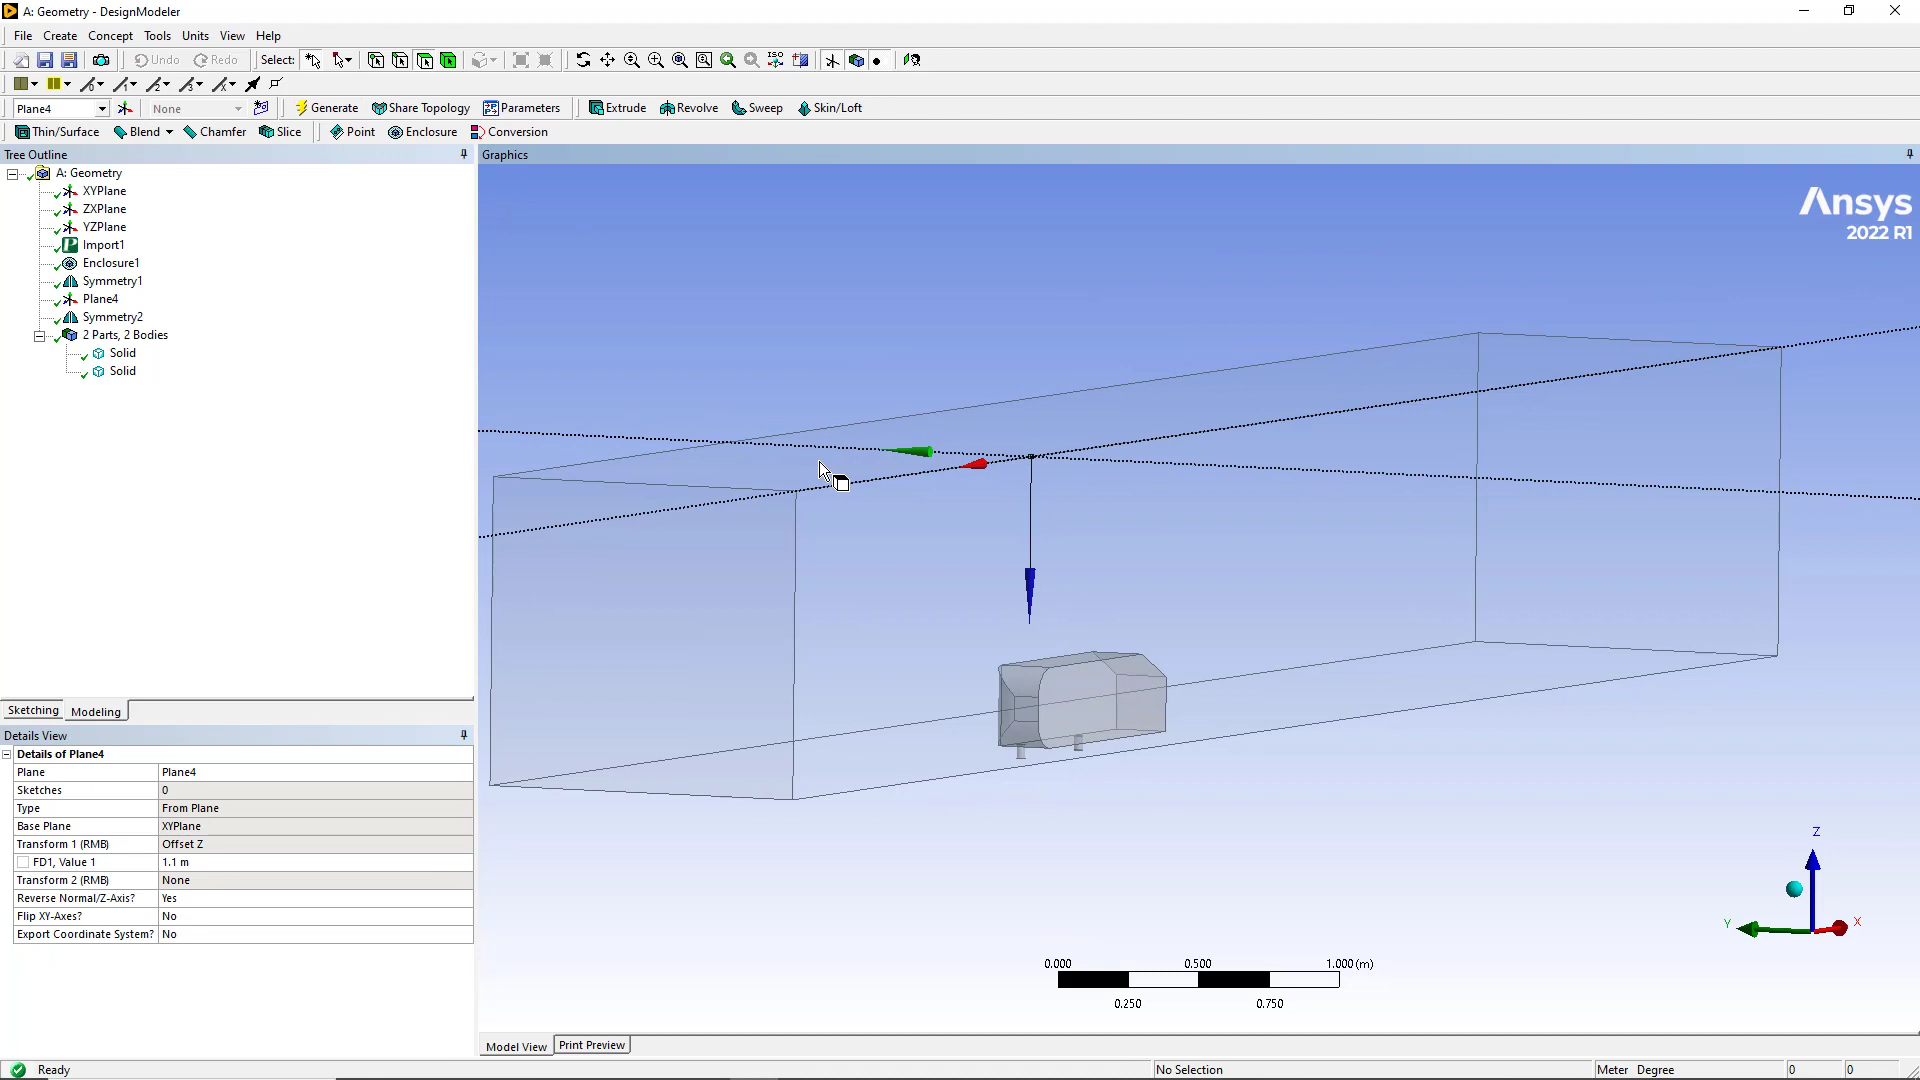 A: Geometry - DesignModeler
File Create Concept Tools Units View Help
Undo Redo Select: ISO
Plane4 None Generate Share Topology Parameters Extrude Revolve Sweep Skin/Loft
Thin/Surface Blend Chamfer Slice Point Enclosure Conversion
Tree Outline
A: Geometry
XYPlane
ZXPlane
YZPlane
Import1
Enclosure1
Symmetry1
Plane4
Symmetry2
2 Parts, 2 Bodies
Solid
Solid
Sketching Modeling
Details View
Details of Plane4
Plane Plane4
Sketches 0
Type From Plane
Base Plane XYPlane
Transform 1 (RMB) Offset Z
FD1, Value 1 1.1 m
Transform 2 (RMB) None
Reverse Normal/Z-Axis? Yes
Flip XY-Axes? No
Export Coordinate System? No
Graphics
Ansys
2022 R1
Z
Y
X
0.000 0.500 1.000 (m)
0.250 0.750
Model View Print Preview
Ready No Selection Meter Degree 0 0